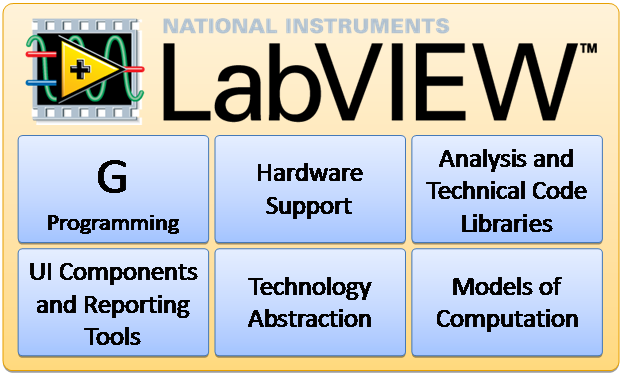 NATIONAL INSTRUMENTS
LabVIEW™
G
Programming
Hardware
Support
Analysis and
Technical Code
Libraries
UI Components
and Reporting
Tools
Technology
Abstraction
Models of
Computation